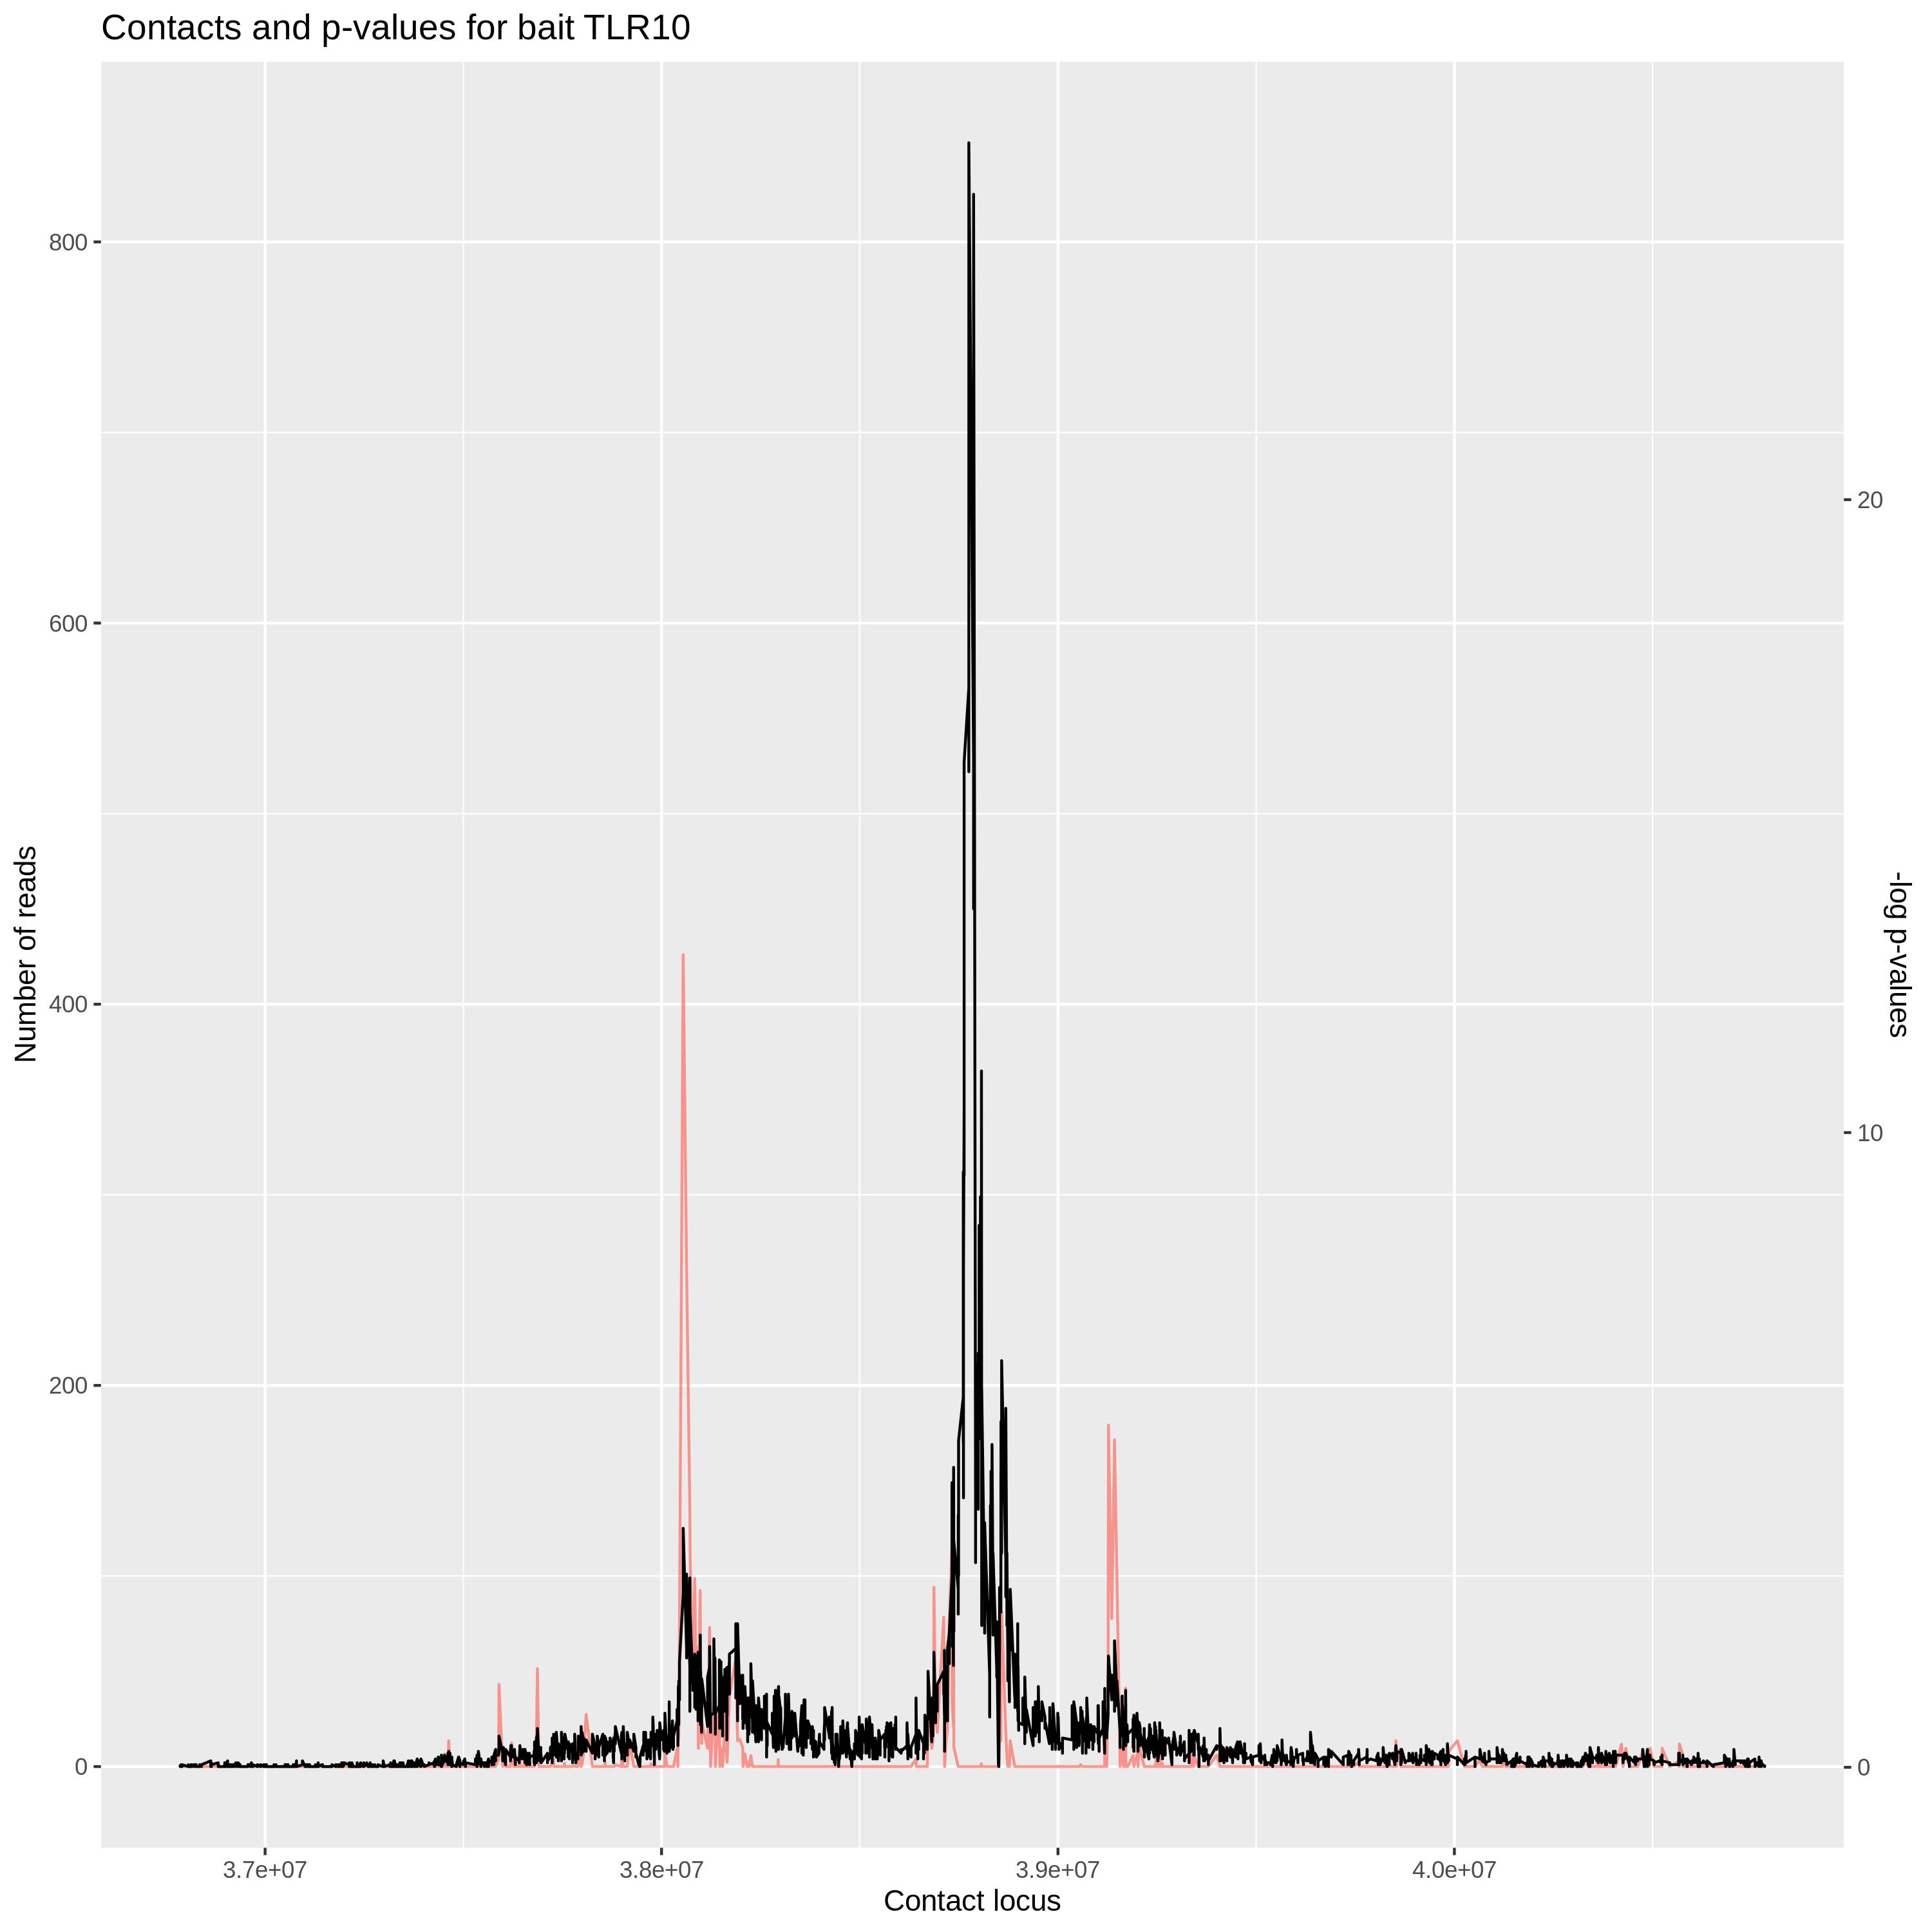 Contacts and p-values for bait TLR10
Number of reads
800
600
400
200
0
20
10
0
-log p-values
3.7e+07
3.8e+07
3.9e+07
4.0e+07
Contact locus